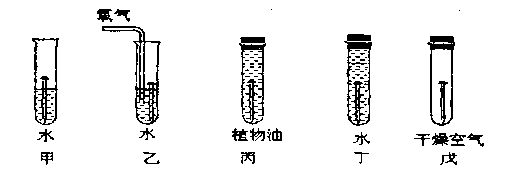 氧气
水 水 植物油 水 干燥空气
甲 乙 丙 丁 戊